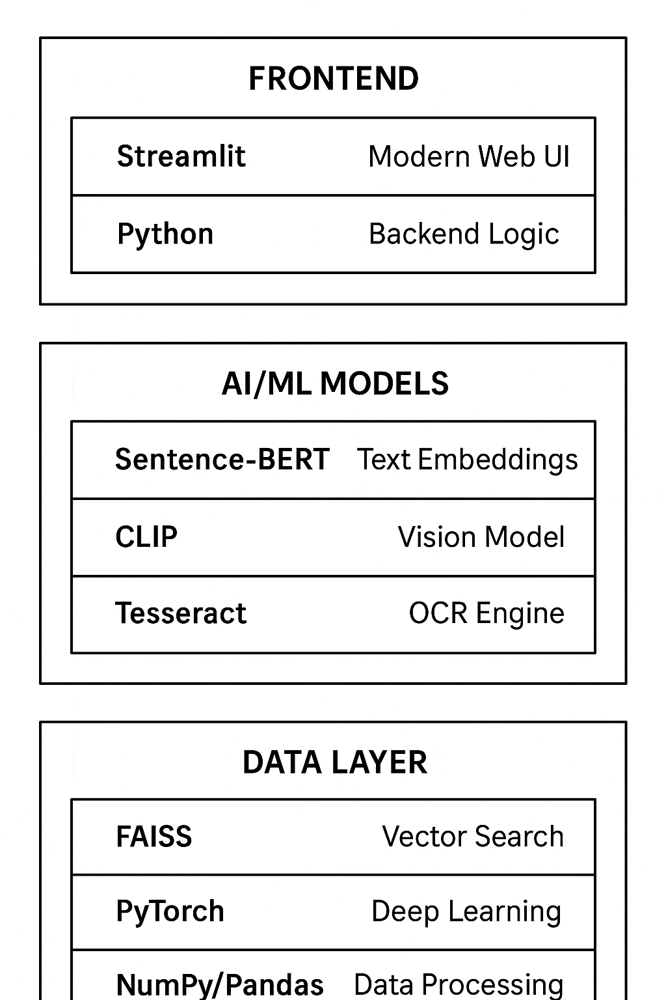 FRONTEND
Streamlit Modern Web UI
Python Backend Logic
AI/ML MODELS
Sentence-BERT Text Embeddings
CLIP Vision Model
Tesseract OCR Engine
DATA LAYER
FAISS Vector Search
PyTorch Deep Learning
NumPy/Pandas Data Processing